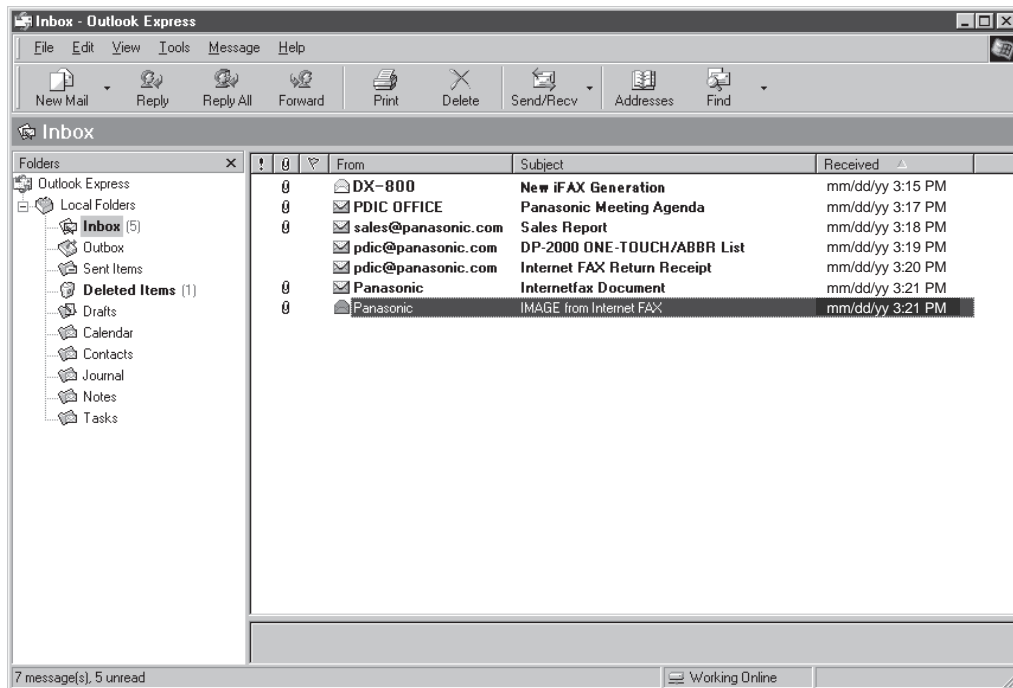 Inbox - Outlook Express
File Edit View Tools Message Help
New Mail Reply Reply All Forward Print Delete Send/Recv Addresses Find
Inbox
Folders
Outlook Express
Local Folders
Inbox (5)
Outbox
Sent Items
Deleted Items (1)
Drafts
Calendar
Contacts
Journal
Notes
Tasks
! From Subject Received
DX-800 New iFAX Generation mm/dd/yy 3:15 PM
PDIC OFFICE Panasonic Meeting Agenda mm/dd/yy 3:17 PM
sales@panasonic.com Sales Report mm/dd/yy 3:18 PM
pdic@panasonic.com DP-2000 ONE-TOUCH/ABBR List mm/dd/yy 3:19 PM
pdic@panasonic.com Internet FAX Return Receipt mm/dd/yy 3:20 PM
Panasonic Internetfax Document mm/dd/yy 3:21 PM
Panasonic IMAGE from Internet FAX mm/dd/yy 3:21 PM
7 message(s), 5 unread
Working Online